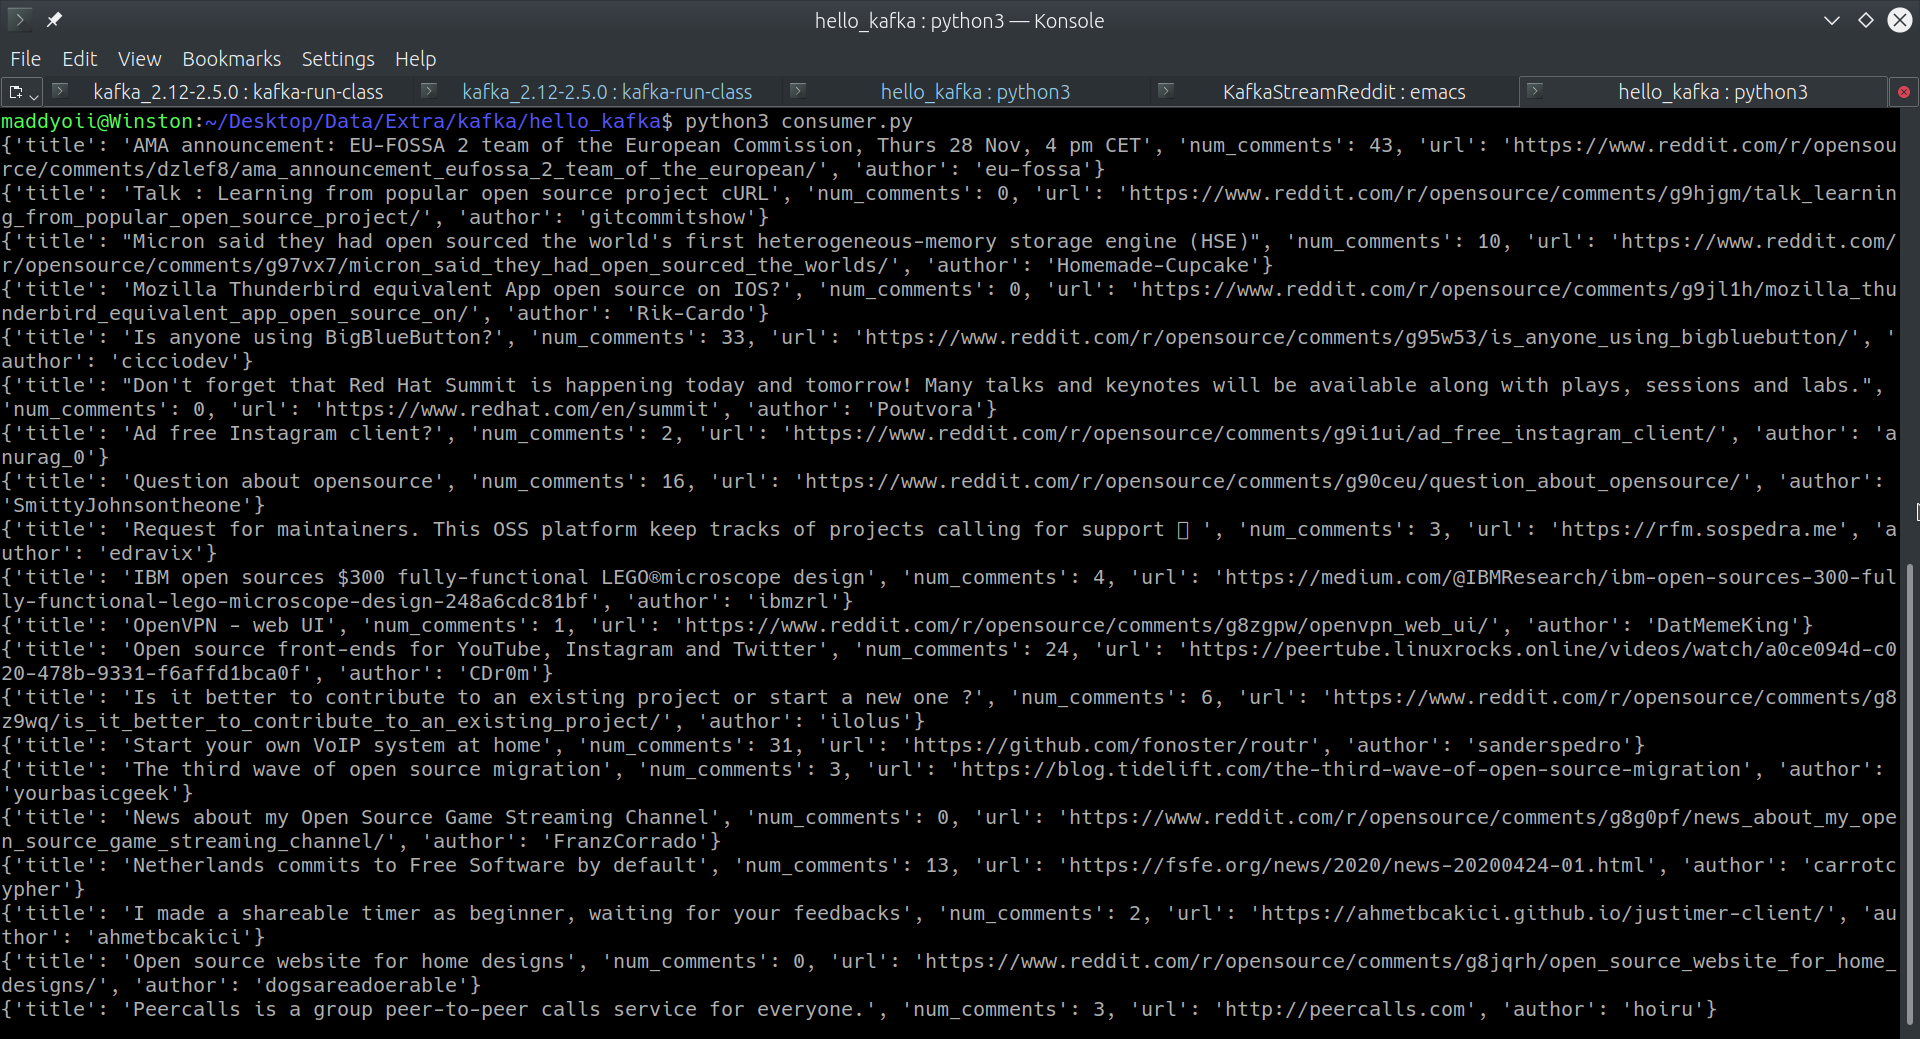 hello_kafka : python3 — Konsole
File Edit View Bookmarks Settings Help
kafka_2.12-2.5.0 : kafka-run-class kafka_2.12-2.5.0 : kafka-run-class hello_kafka : python3 KafkaStreamReddit : emacs hello_kafka : python3
maddyoii@Winston:~/Desktop/Data/Extra/kafka/hello_kafka$ python3 consumer.py
{'title': 'AMA announcement: EU-FOSSA 2 team of the European Commission, Thurs 28 Nov, 4 pm CET', 'num_comments': 43, 'url': 'https://www.reddit.com/r/opensou
rce/comments/dzlef8/ama_announcement_eufossa_2_team_of_the_european/', 'author': 'eu-fossa'}
{'title': 'Talk : Learning from popular open source project cURL', 'num_comments': 0, 'url': 'https://www.reddit.com/r/opensource/comments/g9hjgm/talk_learnin
g_from_popular_open_source_project/', 'author': 'gitcommitshow'}
{'title': "Micron said they had open sourced the world's first heterogeneous-memory storage engine (HSE)", 'num_comments': 10, 'url': 'https://www.reddit.com/
r/opensource/comments/g97vx7/micron_said_they_had_open_sourced_the_worlds/', 'author': 'Homemade-Cupcake'}
{'title': 'Mozilla Thunderbird equivalent App open source on IOS?', 'num_comments': 0, 'url': 'https://www.reddit.com/r/opensource/comments/g9jl1h/mozilla_thu
nderbird_equivalent_app_open_source_on/', 'author': 'Rik-Cardo'}
{'title': 'Is anyone using BigBlueButton?', 'num_comments': 33, 'url': 'https://www.reddit.com/r/opensource/comments/g95w53/is_anyone_using_bigbluebutton/', '
author': 'cicciodev'}
{'title': "Don't forget that Red Hat Summit is happening today and tomorrow! Many talks and keynotes will be available along with plays, sessions and labs.",
'num_comments': 0, 'url': 'https://www.redhat.com/en/summit', 'author': 'Poutvora'}
{'title': 'Ad free Instagram client?', 'num_comments': 2, 'url': 'https://www.reddit.com/r/opensource/comments/g9i1ui/ad_free_instagram_client/', 'author': 'a
nurag_0'}
{'title': 'Question about opensource', 'num_comments': 16, 'url': 'https://www.reddit.com/r/opensource/comments/g90ceu/question_about_opensource/', 'author':
'SmittyJohnsontheone'}
{'title': 'Request for maintainers. This OSS platform keep tracks of projects calling for support ▯ ', 'num_comments': 3, 'url': 'https://rfm.sospedra.me', 'a
uthor': 'edravix'}
{'title': 'IBM open sources $300 fully-functional LEGO®microscope design', 'num_comments': 4, 'url': 'https://medium.com/@IBMResearch/ibm-open-sources-300-ful
ly-functional-lego-microscope-design-248a6cdc81bf', 'author': 'ibmzrl'}
{'title': 'OpenVPN - web UI', 'num_comments': 1, 'url': 'https://www.reddit.com/r/opensource/comments/g8zgpw/openvpn_web_ui/', 'author': 'DatMemeKing'}
{'title': 'Open source front-ends for YouTube, Instagram and Twitter', 'num_comments': 24, 'url': 'https://peertube.linuxrocks.online/videos/watch/a0ce094d-c0
20-478b-9331-f6affd1bca0f', 'author': 'CDr0m'}
{'title': 'Is it better to contribute to an existing project or start a new one ?', 'num_comments': 6, 'url': 'https://www.reddit.com/r/opensource/comments/g8
z9wq/is_it_better_to_contribute_to_an_existing_project/', 'author': 'ilolus'}
{'title': 'Start your own VoIP system at home', 'num_comments': 31, 'url': 'https://github.com/fonoster/routr', 'author': 'sanderspedro'}
{'title': 'The third wave of open source migration', 'num_comments': 3, 'url': 'https://blog.tidelift.com/the-third-wave-of-open-source-migration', 'author':
'yourbasicgeek'}
{'title': 'News about my Open Source Game Streaming Channel', 'num_comments': 0, 'url': 'https://www.reddit.com/r/opensource/comments/g8g0pf/news_about_my_ope
n_source_game_streaming_channel/', 'author': 'FranzCorrado'}
{'title': 'Netherlands commits to Free Software by default', 'num_comments': 13, 'url': 'https://fsfe.org/news/2020/news-20200424-01.html', 'author': 'carrotc
ypher'}
{'title': 'I made a shareable timer as beginner, waiting for your feedbacks', 'num_comments': 2, 'url': 'https://ahmetbcakici.github.io/justimer-client/', 'au
thor': 'ahmetbcakici'}
{'title': 'Open source website for home designs', 'num_comments': 0, 'url': 'https://www.reddit.com/r/opensource/comments/g8jqrh/open_source_website_for_home_
designs/', 'author': 'dogsareadoerable'}
{'title': 'Peercalls is a group peer-to-peer calls service for everyone.', 'num_comments': 3, 'url': 'http://peercalls.com', 'author': 'hoiru'}